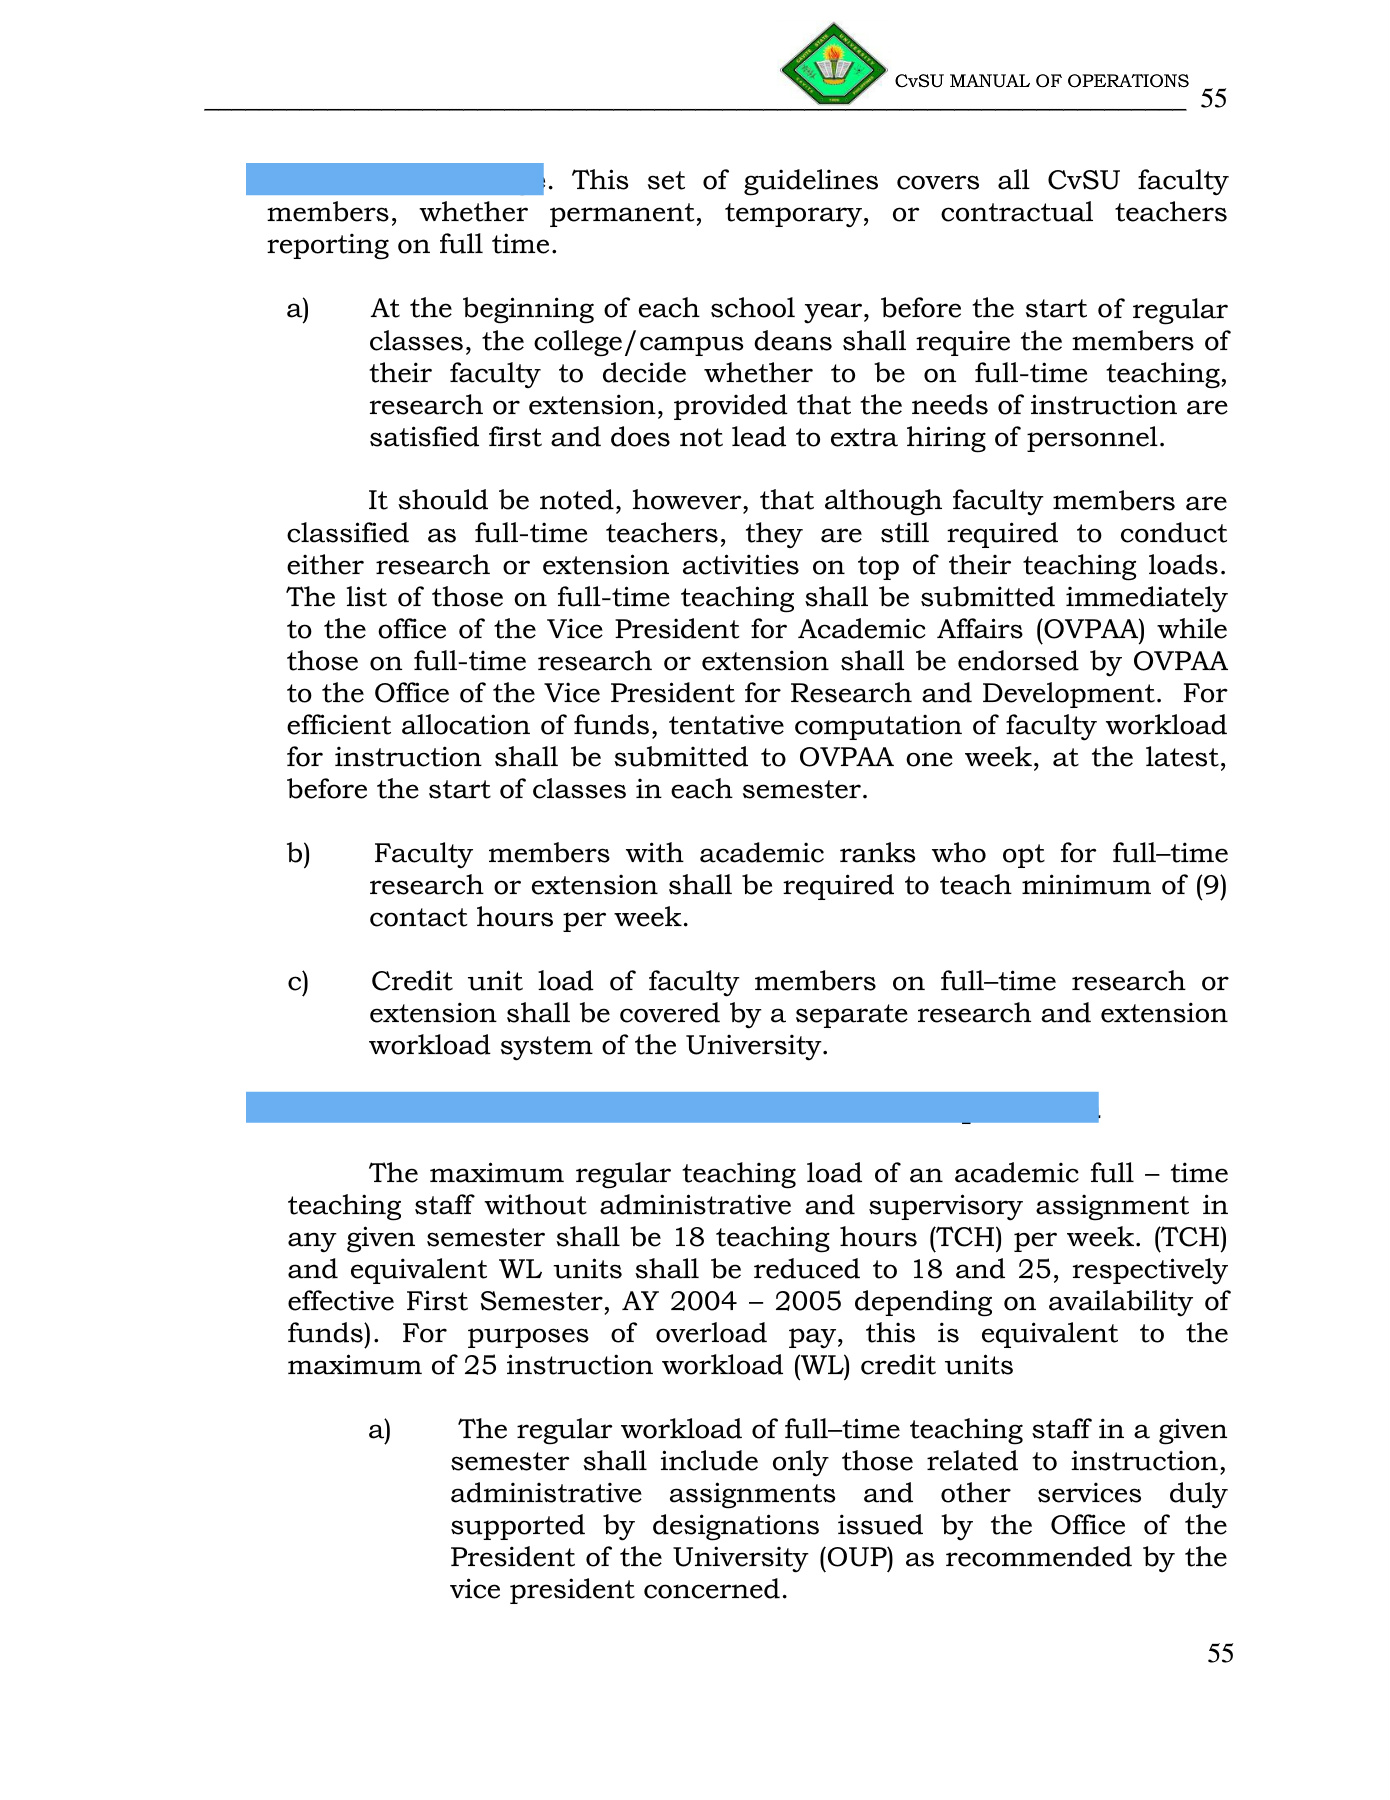 CvSU MANUAL OF OPERATIONS 55
. This set of guidelines covers all CvSU faculty
members, whether permanent, temporary, or contractual teachers
reporting on full time.
a) At the beginning of each school year, before the start of regular
classes, the college/campus deans shall require the members of
their faculty to decide whether to be on full-time teaching,
research or extension, provided that the needs of instruction are
satisfied first and does not lead to extra hiring of personnel.
It should be noted, however, that although faculty members are
classified as full-time teachers, they are still required to conduct
either research or extension activities on top of their teaching loads.
The list of those on full-time teaching shall be submitted immediately
to the office of the Vice President for Academic Affairs (OVPAA) while
those on full-time research or extension shall be endorsed by OVPAA
to the Office of the Vice President for Research and Development. For
efficient allocation of funds, tentative computation of faculty workload
for instruction shall be submitted to OVPAA one week, at the latest,
before the start of classes in each semester.
b) Faculty members with academic ranks who opt for full–time
research or extension shall be required to teach minimum of (9)
contact hours per week.
c) Credit unit load of faculty members on full–time research or
extension shall be covered by a separate research and extension
workload system of the University.
The maximum regular teaching load of an academic full – time
teaching staff without administrative and supervisory assignment in
any given semester shall be 18 teaching hours (TCH) per week. (TCH)
and equivalent WL units shall be reduced to 18 and 25, respectively
effective First Semester, AY 2004 – 2005 depending on availability of
funds). For purposes of overload pay, this is equivalent to the
maximum of 25 instruction workload (WL) credit units
a) The regular workload of full–time teaching staff in a given
semester shall include only those related to instruction,
administrative assignments and other services duly
supported by designations issued by the Office of the
President of the University (OUP) as recommended by the
vice president concerned.
55